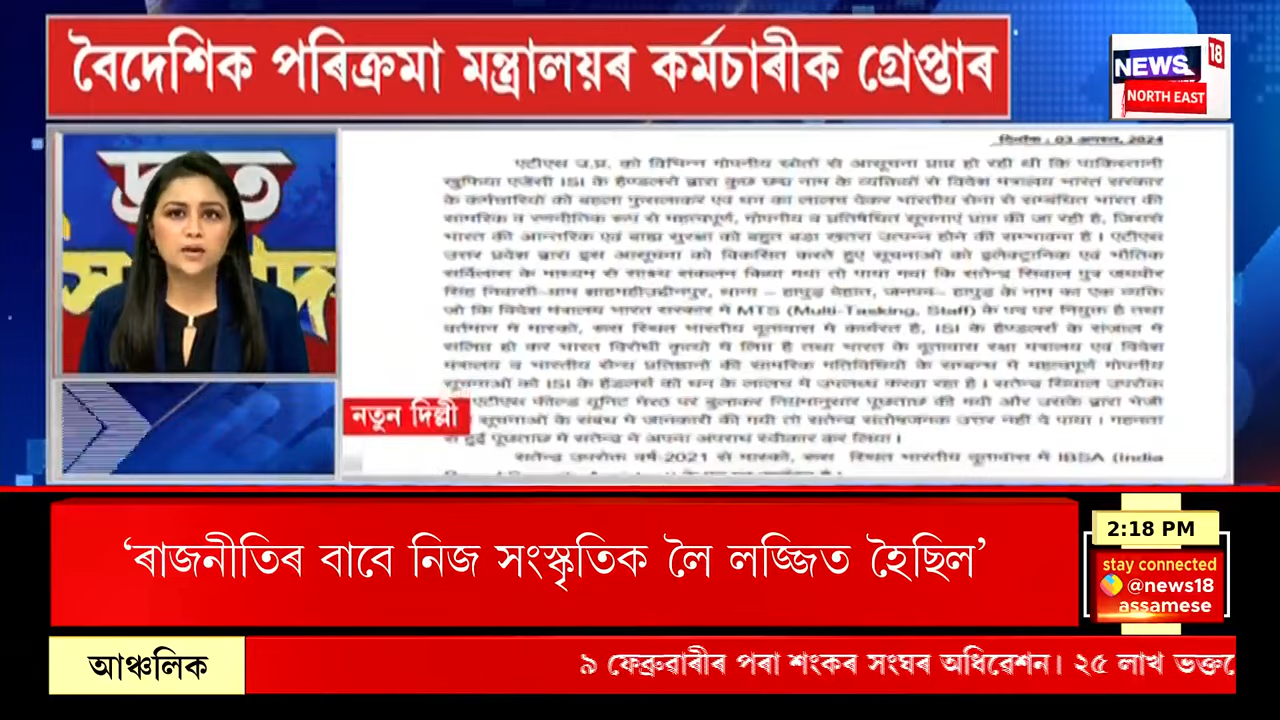 বৈদেশিক পৰিক্ৰমা মন্ত্ৰালয়ৰ কৰ্মচাৰীক গ্ৰেপ্তাৰ
NEWS 18
NORTH EAST
दिनांक : 03 अगस्त, 2024
एटीएस उ.प्र. को विभिन्न गोपनीय स्रोतों से आसूचना प्राप्त हो रही थी कि पाकिस्तानी
खुफिया एजेंसी ISI के हैण्डलरों द्वारा कुछ छद्म नाम के व्यक्तियों से विदेश मंत्रालय भारत सरकार
के कर्मचारियों को बहला फुसलाकर एवं धन का लालच देकर भारतीय सेना से सम्बंधित भारत की
सामरिक व रणनीतिक रूप से महत्वपूर्ण, गोपनीय व प्रतिबंधित सूचनाएं प्राप्त की जा रही है, जिससे
भारत की आन्तरिक एवं बाह्य सुरक्षा को बहुत बड़ा खतरा उत्पन्न होने की सम्भावना है । एटीएस
उत्तर प्रदेश द्वारा इस आसूचना को विकसित करते हुए सूचनाओं को इलेक्ट्रानिक एवं भौतिक
सर्विलांस के माध्यम से साक्ष्य संकलन किया गया तो पाया गया कि सतेन्द्र सिवाल पुत्र जयवीर
सिंह निवासी-ग्राम शाहमहीउद्दीनपुर, थाना – हापुड़ देहात, जनपद- हापुड़ के नाम का एक व्यक्ति
जो कि विदेश मंत्रालय भारत सरकार में MTS (Multi-Tasking, Staff) के पद पर नियुक्त है तथा
वर्तमान में मास्को, रूस स्थित भारतीय दूतावास में कार्यरत है, ISI के हैण्डलरों के संजाल में
संलिप्त हो कर भारत विरोधी कृत्यों में लिप्त है तथा भारत के दूतावास रक्षा मंत्रालय एवं विदेश
मंत्रालय व भारतीय सैन्य प्रतिष्ठानों की सामरिक गतिविधियों के सम्बन्ध में महत्वपूर्ण गोपनीय
सूचनाओं को ISI के हैंडलरों को धन के लालच में उपलब्ध करवा रहा है । सतेन्द्र सिवाल उपरोक्त
एटीएस फील्ड यूनिट मेरठ पर बुलाकर नियमानुसार पूछताछ की गयी और उसके द्वारा भेजी
सूचनाओं के संबंध में जानकारी की गयी तो सतेन्द्र संतोषजनक उत्तर नहीं दे पाया । गहनता
से हुई पूछताछ में सतेन्द्र ने अपना अपराध स्वीकार कर लिया ।
सतेन्द्र उपरोक्त वर्ष 2021 से मास्को, रूस स्थित भारतीय दूतावास में IBSA (India
নতুন দিল্লী
‘ৰাজনীতিৰ বাবে নিজ সংস্কৃতিক লৈ লজ্জিত হৈছিল’
2:18 PM
stay connected
@news18
assamese
আঞ্চলিক
৯ ফেব্ৰুৱাৰীৰ পৰা শংকৰ সংঘৰ অধিৱেশন। ২৫ লাখ